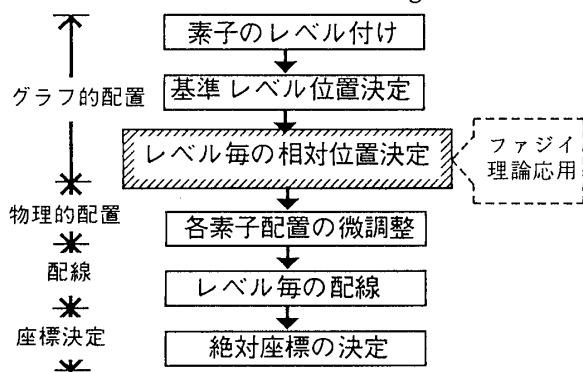 素子のレベル付け
基準レベル位置決定
グラフ的配置
レベル毎の相対位置決定
ファジイ
理論応用
物理的配置
各素子配置の微調整
配線
レベル毎の配線
座標決定
絶対座標の決定